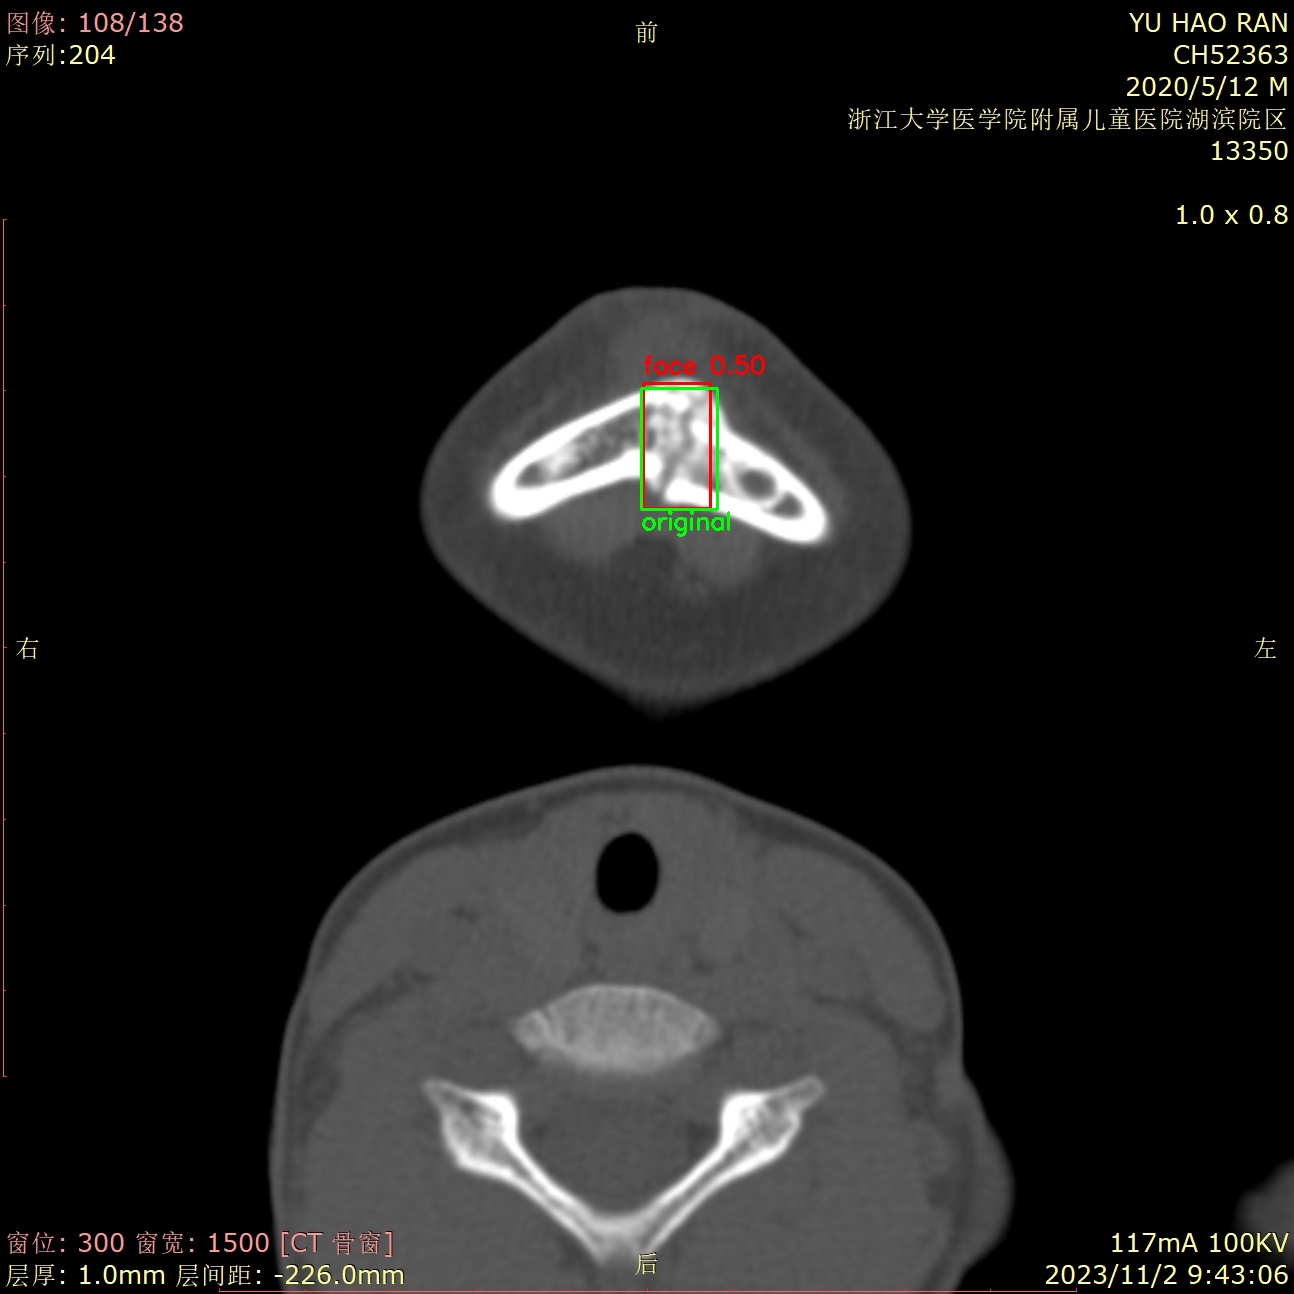 图像: 108/138
序列:204
前
YU HAO RAN
CH52363
2020/5/12 M
浙江大学医学院附属儿童医院湖滨院区
13350
1.0 x 0.8
face 0.50
original
右
左
窗位: 300 窗宽: 1500 [CT 骨窗]
层厚: 1.0mm 层间距: -226.0mm
后
117mA 100KV
2023/11/2 9:43:06